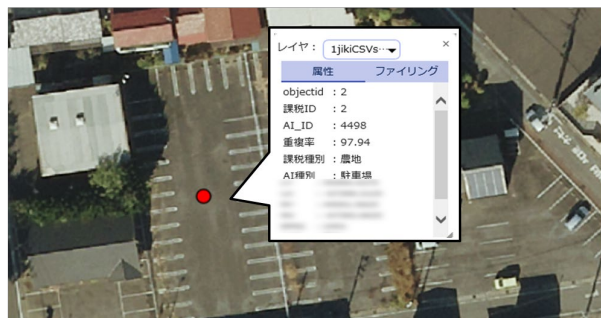 レイヤ： 1jikiCSVs… ×
属性 ファイリング
objectid ：2
課税ID ：2
AI_ID ：4498
重複率 ：97.94
課税種別 ：農地
AI種別 ：駐車場